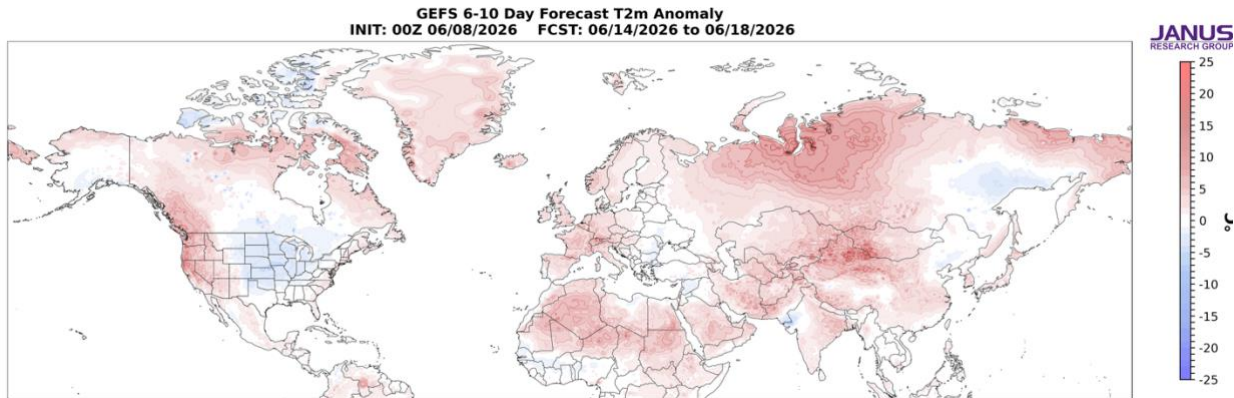 GEFS 6-10 Day Forecast T2m Anomaly
INIT: 00Z 06/08/2026 FCST: 06/14/2026 to 06/18/2026
JANUS
RESEARCH GROUP
25
20
15
10
5
0
-5
-10
-15
-20
-25
°C